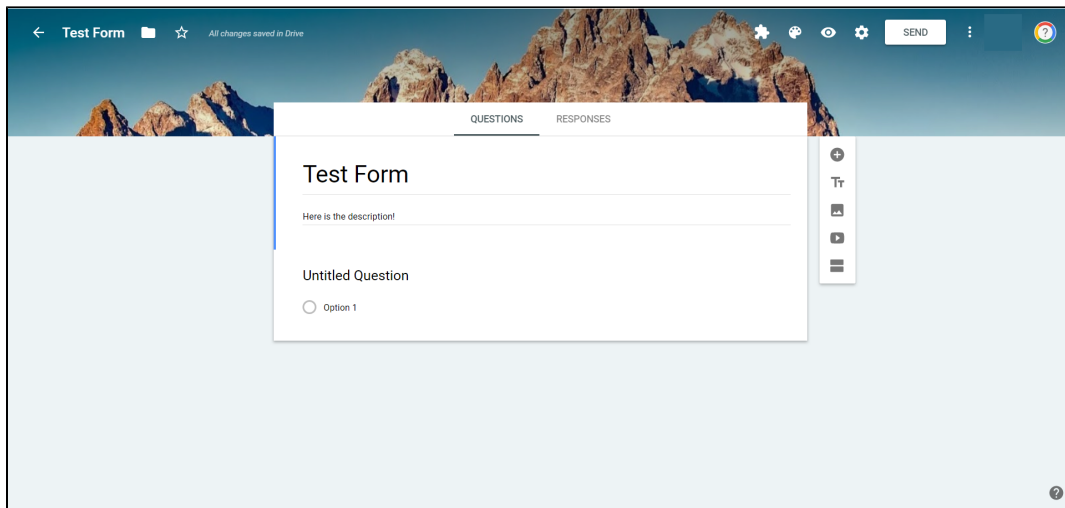 Test Form
All changes saved in Drive
SEND
QUESTIONS RESPONSES
Test Form
Here is the description!
Untitled Question
Option 1